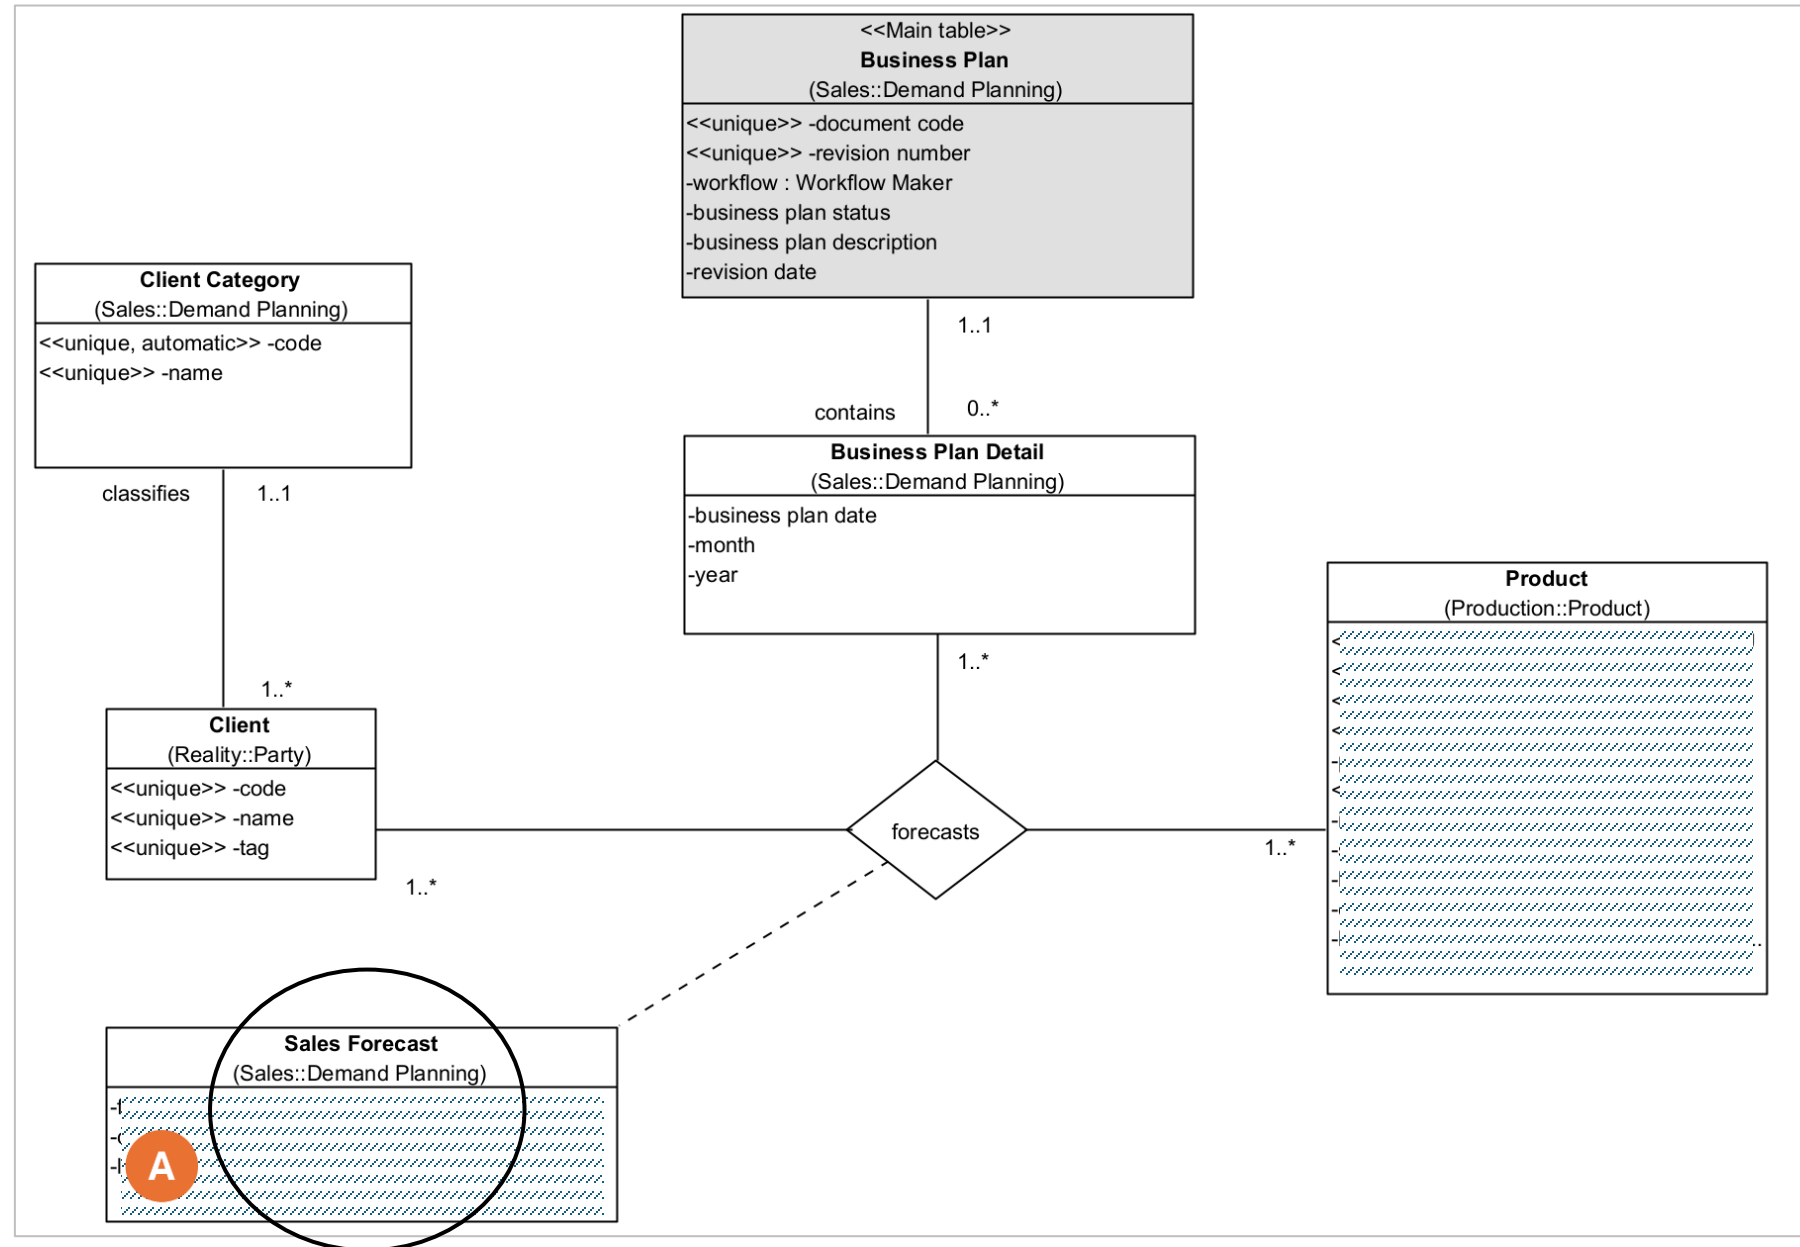 <<Main table>>
Business Plan
(Sales::Demand Planning)
<<unique>> -document code
<<unique>> -revision number
-workflow : Workflow Maker
-business plan status
-business plan description
-revision date
1..1
contains
0..*
Client Category
(Sales::Demand Planning)
<<unique, automatic>> -code
<<unique>> -name
classifies
1..1
1..*
Business Plan Detail
(Sales::Demand Planning)
-business plan date
-month
-year
1..*
Client
(Reality::Party)
<<unique>> -code
<<unique>> -name
<<unique>> -tag
1..*
forecasts
1..*
Product
(Production::Product)
Sales Forecast
(Sales::Demand Planning)
A